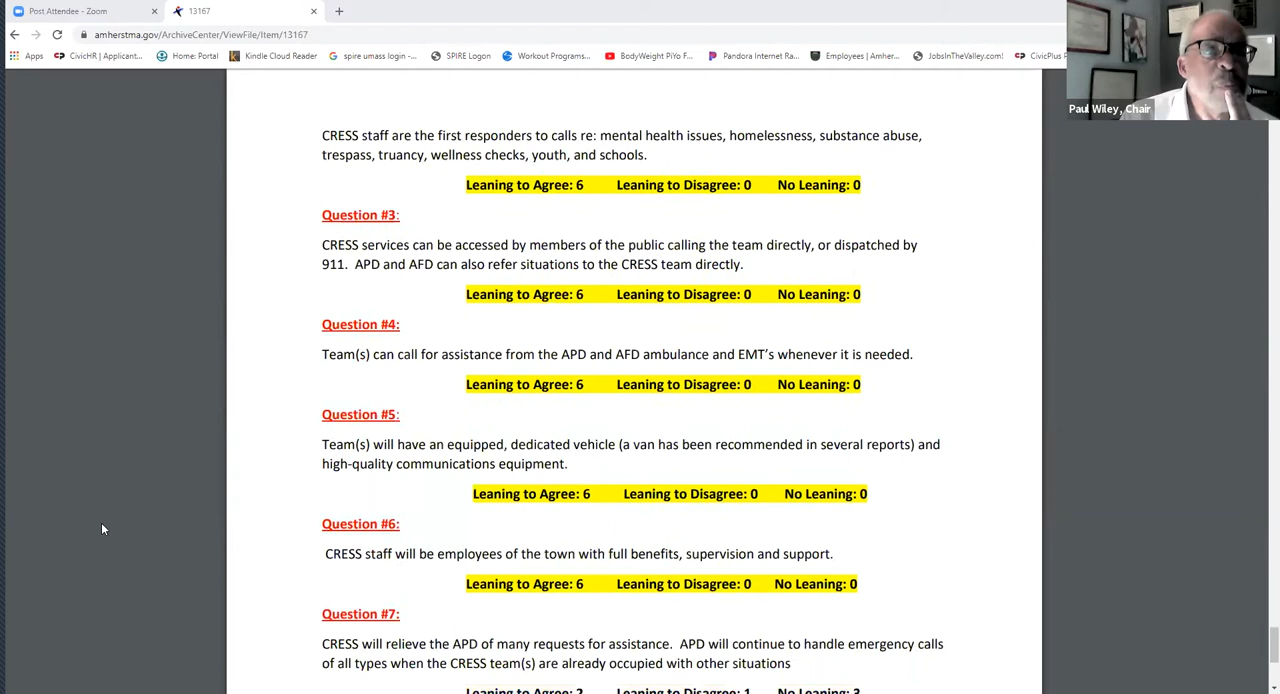 Post Attendee - Zoom
13167
amherstma.gov/ArchiveCenter/ViewFile/Item/13167
Apps CivicHR | Applicant... Home: Portal Kindle Cloud Reader spire umass login -... SPIRE Logon Workout Programs... BodyWeight PiYo F... Pandora Internet Ra... Employees | Amher... JobsInTheValley.com! CivicPlus
Paul Wiley, Chair
CRESS staff are the first responders to calls re: mental health issues, homelessness, substance abuse,
trespass, truancy, wellness checks, youth, and schools.
Leaning to Agree: 6 Leaning to Disagree: 0 No Leaning: 0
Question #3:
CRESS services can be accessed by members of the public calling the team directly, or dispatched by
911. APD and AFD can also refer situations to the CRESS team directly.
Leaning to Agree: 6 Leaning to Disagree: 0 No Leaning: 0
Question #4:
Team(s) can call for assistance from the APD and AFD ambulance and EMT's whenever it is needed.
Leaning to Agree: 6 Leaning to Disagree: 0 No Leaning: 0
Question #5:
Team(s) will have an equipped, dedicated vehicle (a van has been recommended in several reports) and
high-quality communications equipment.
Leaning to Agree: 6 Leaning to Disagree: 0 No Leaning: 0
Question #6:
CRESS staff will be employees of the town with full benefits, supervision and support.
Leaning to Agree: 6 Leaning to Disagree: 0 No Leaning: 0
Question #7:
CRESS will relieve the APD of many requests for assistance. APD will continue to handle emergency calls
of all types when the CRESS team(s) are already occupied with other situations
Leaning to Agree: 2 Leaning to Disagree: 1 No Leaning: 3